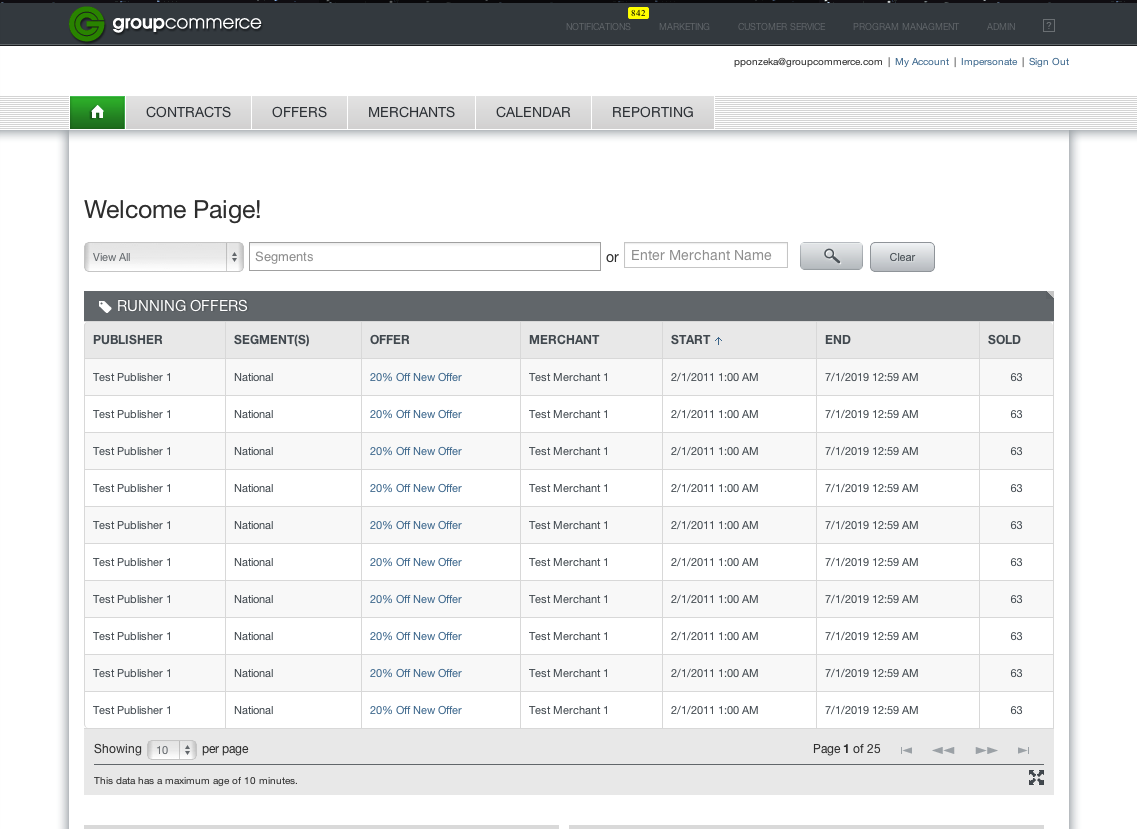 groupcommerce
NOTIFICATIONS 842 MARKETING CUSTOMER SERVICE PROGRAM MANAGMENT ADMIN ?
pponzeka@groupcommerce.com | My Account | Impersonate | Sign Out
CONTRACTS OFFERS MERCHANTS CALENDAR REPORTING
Welcome Paige!
View All Segments or Enter Merchant Name Clear
RUNNING OFFERS
PUBLISHER SEGMENT(S) OFFER MERCHANT START END SOLD
Test Publisher 1 National 20% Off New Offer Test Merchant 1 2/1/2011 1:00 AM 7/1/2019 12:59 AM 63
Test Publisher 1 National 20% Off New Offer Test Merchant 1 2/1/2011 1:00 AM 7/1/2019 12:59 AM 63
Test Publisher 1 National 20% Off New Offer Test Merchant 1 2/1/2011 1:00 AM 7/1/2019 12:59 AM 63
Test Publisher 1 National 20% Off New Offer Test Merchant 1 2/1/2011 1:00 AM 7/1/2019 12:59 AM 63
Test Publisher 1 National 20% Off New Offer Test Merchant 1 2/1/2011 1:00 AM 7/1/2019 12:59 AM 63
Test Publisher 1 National 20% Off New Offer Test Merchant 1 2/1/2011 1:00 AM 7/1/2019 12:59 AM 63
Test Publisher 1 National 20% Off New Offer Test Merchant 1 2/1/2011 1:00 AM 7/1/2019 12:59 AM 63
Test Publisher 1 National 20% Off New Offer Test Merchant 1 2/1/2011 1:00 AM 7/1/2019 12:59 AM 63
Test Publisher 1 National 20% Off New Offer Test Merchant 1 2/1/2011 1:00 AM 7/1/2019 12:59 AM 63
Test Publisher 1 National 20% Off New Offer Test Merchant 1 2/1/2011 1:00 AM 7/1/2019 12:59 AM 63
Showing 10 per page Page 1 of 25
This data has a maximum age of 10 minutes.